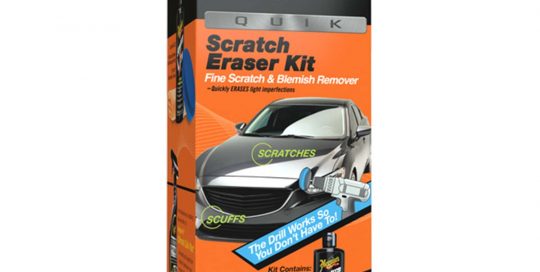 QUIK
Scratch
Eraser Kit
Fine Scratch & Blemish Remover
Quickly ERASES light imperfections
SCRATCHES
SCUFFS
The Drill Works So
You Don't Have To!
Kit Contains: